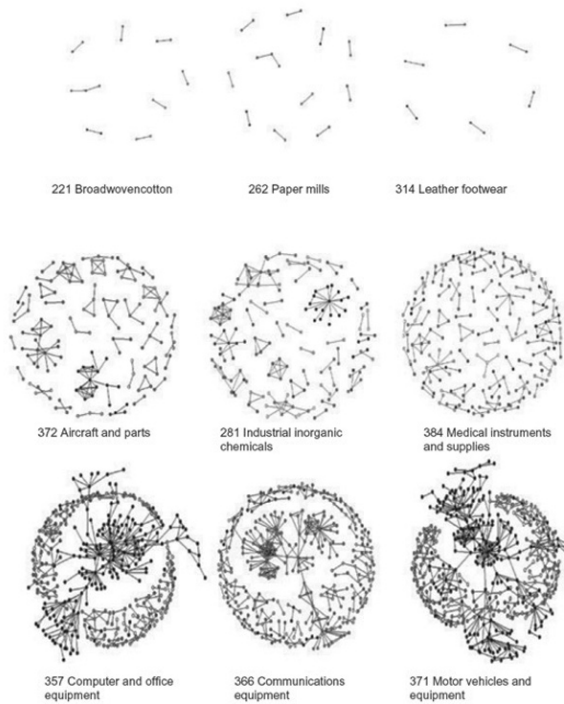 221 Broadwovencotton
262 Paper mills
314 Leather footwear
372 Aircraft and parts
281 Industrial inorganic
chemicals
384 Medical instruments
and supplies
357 Computer and office
equipment
366 Communications
equipment
371 Motor vehicles and
equipment